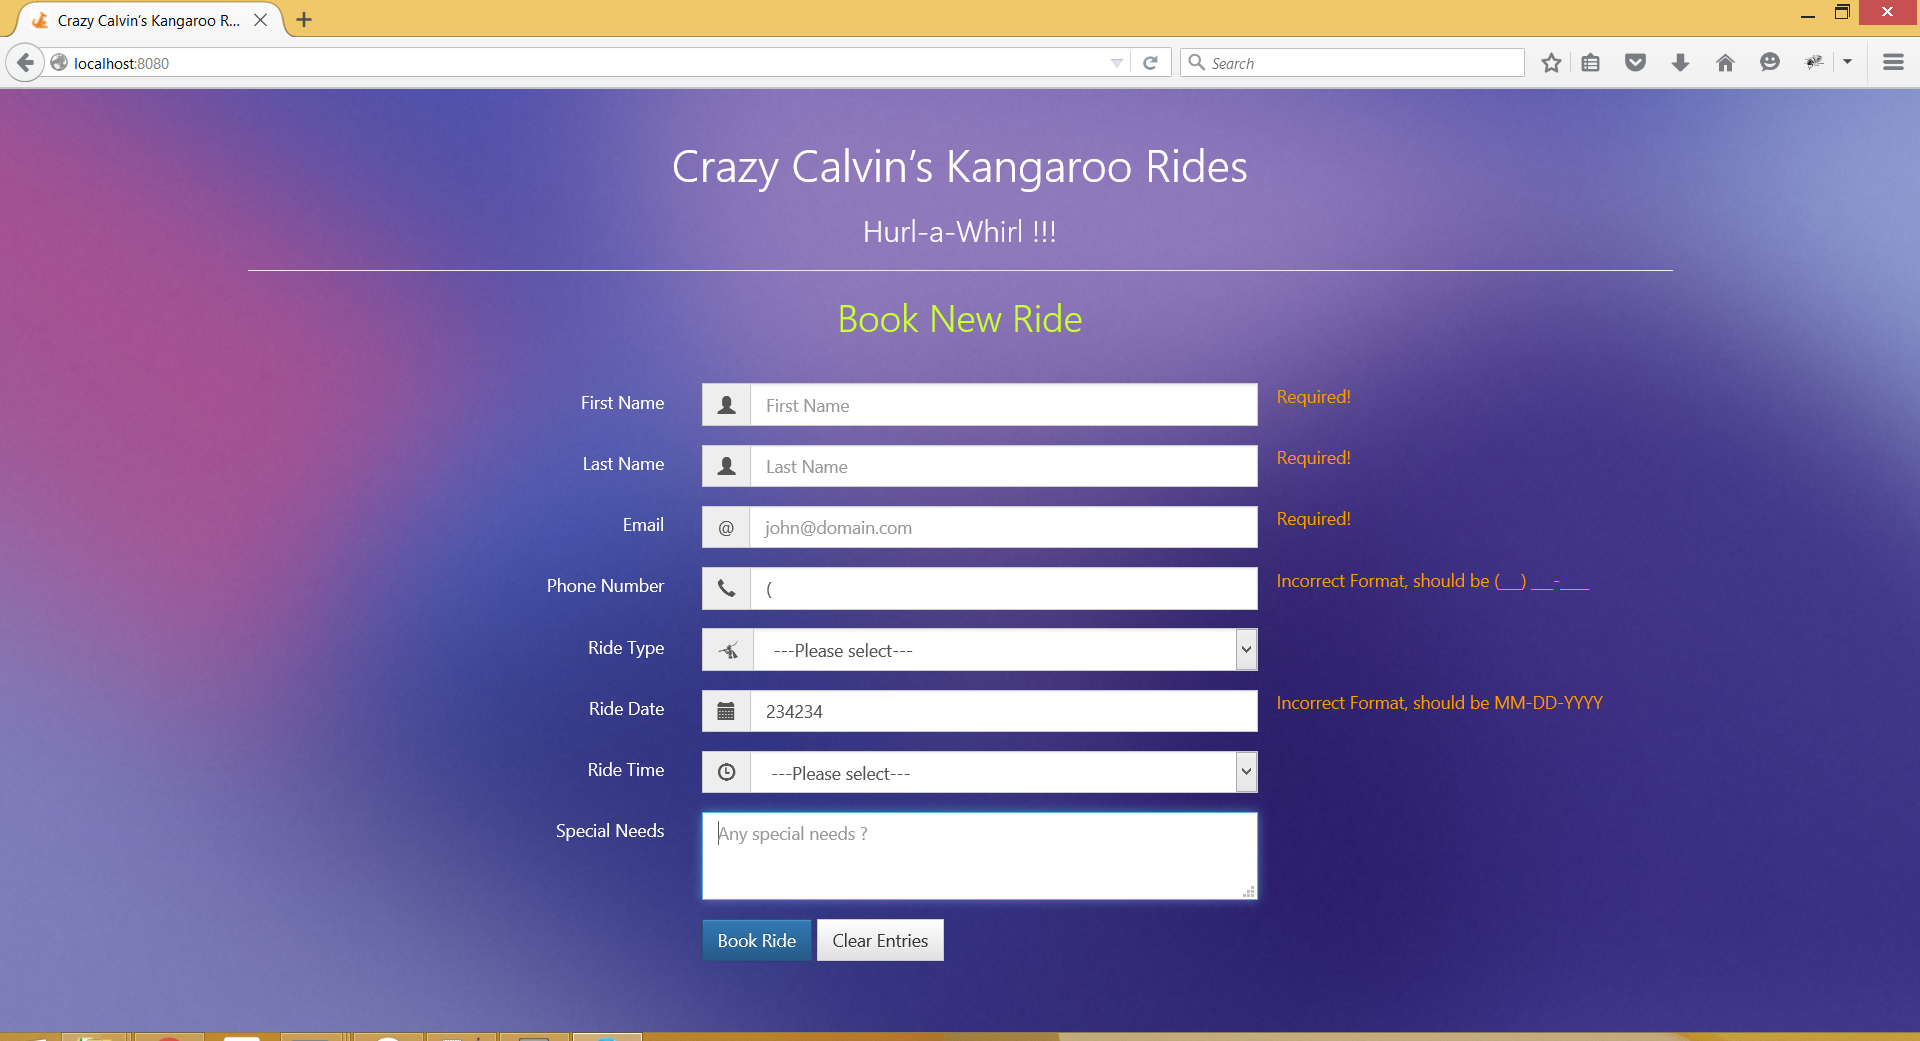 Crazy Calvin's Kangaroo R...
localhost:8080
Search
Crazy Calvin's Kangaroo Rides
Hurl-a-Whirl !!!
Book New Ride
First Name First Name Required!
Last Name Last Name Required!
Email @ john@domain.com Required!
Phone Number ( Incorrect Format, should be (___) ___-____
Ride Type ---Please select---
Ride Date 234234 Incorrect Format, should be MM-DD-YYYY
Ride Time ---Please select---
Special Needs Any special needs ?
Book Ride Clear Entries